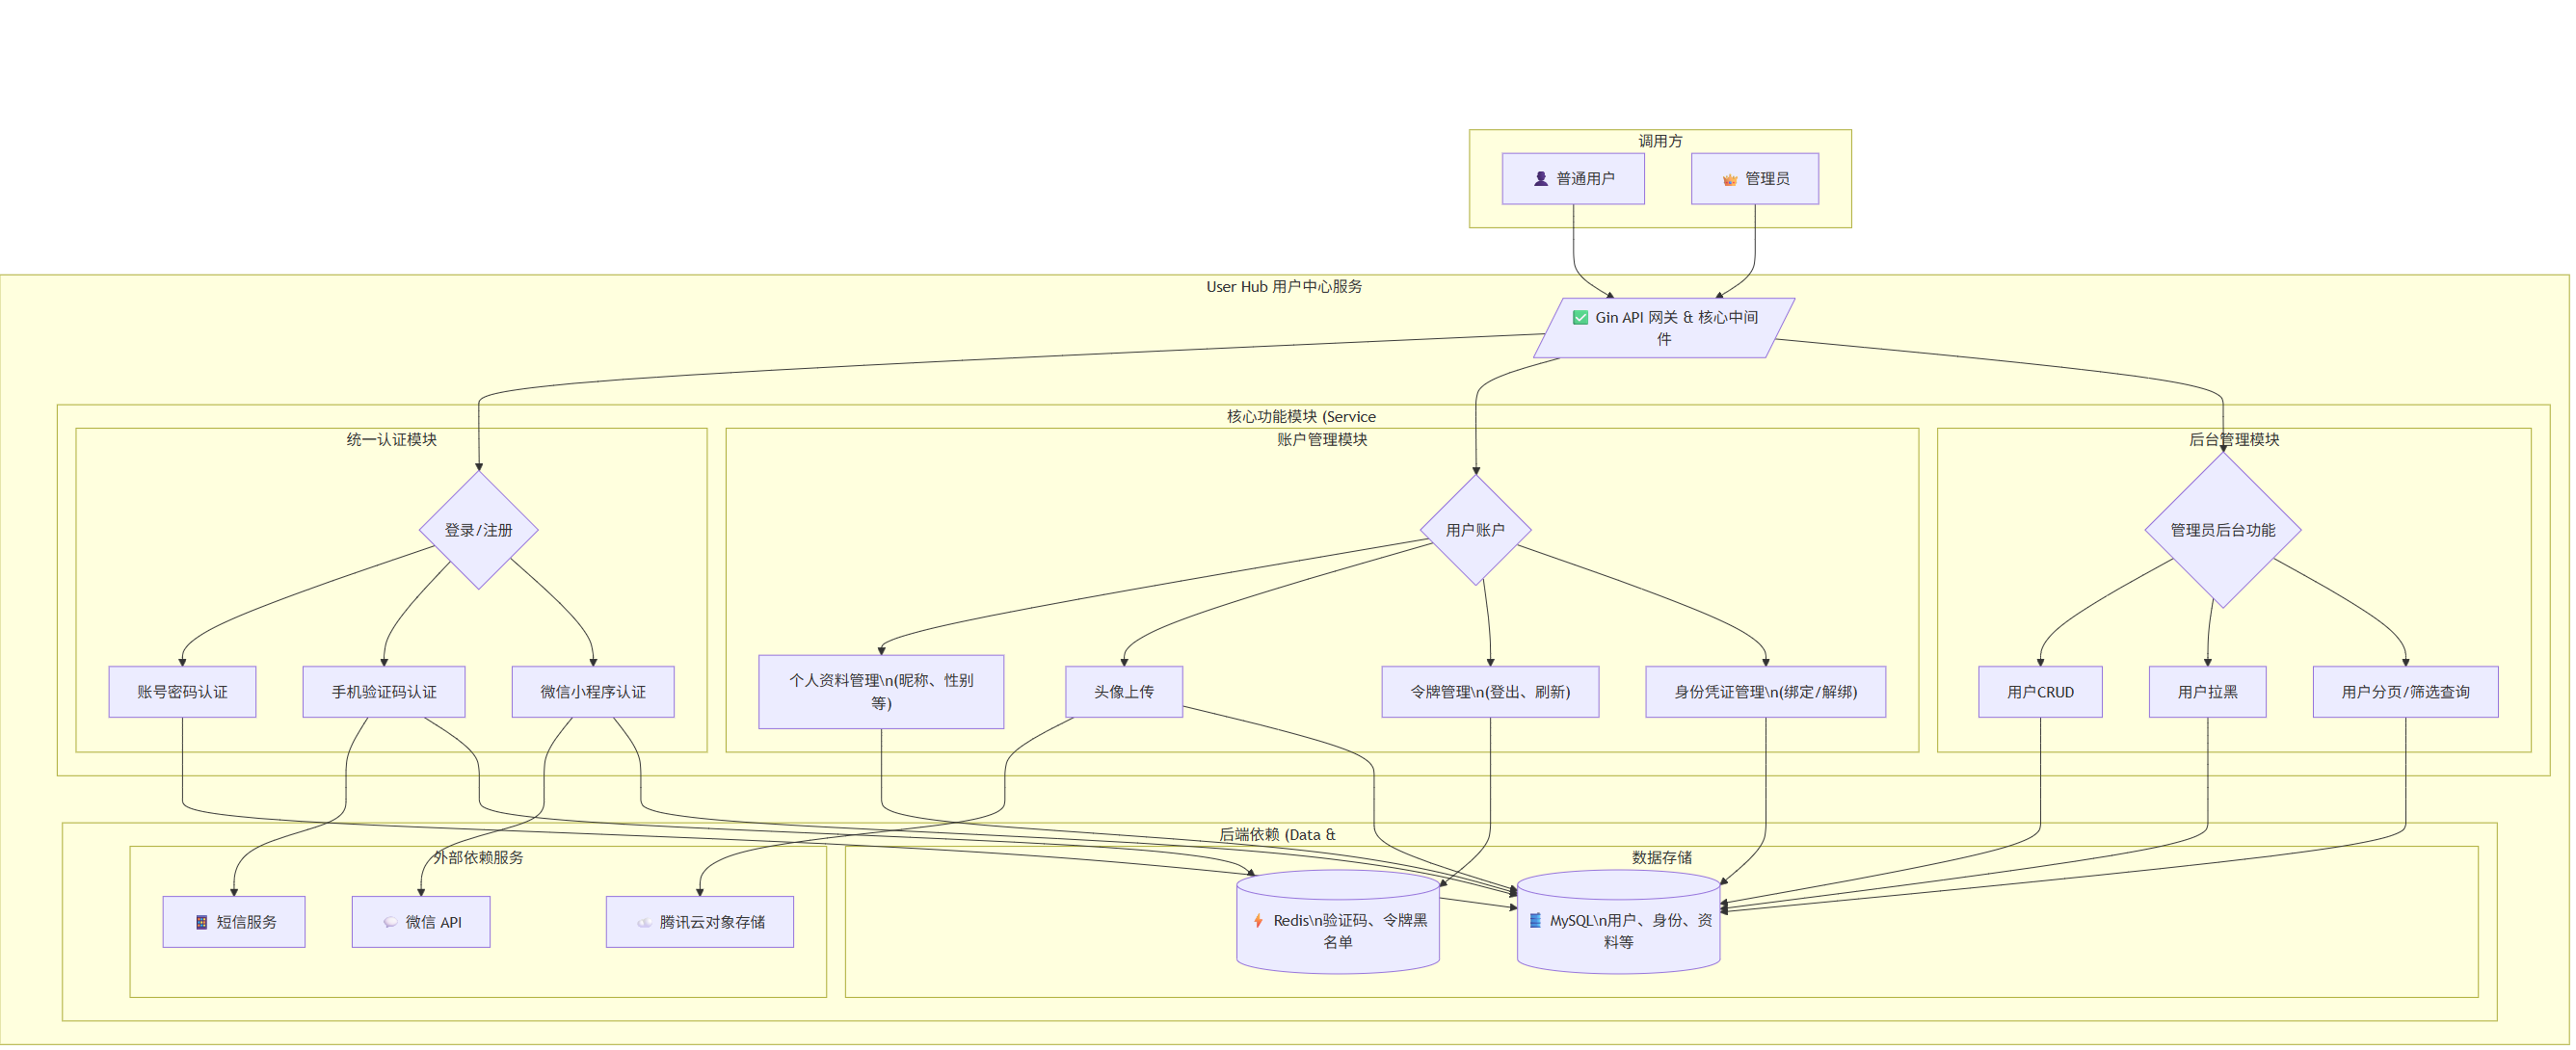 调用方
👤 普通用户
👑 管理员
User Hub 用户中心服务
✅ Gin API 网关 & 核心中间
件
核心功能模块 (Service
统一认证模块
账户管理模块
后台管理模块
登录/注册
用户账户
管理员后台功能
账号密码认证
手机验证码认证
微信小程序认证
个人资料管理\n(昵称、性别
等)
头像上传
令牌管理\n(登出、刷新)
身份凭证管理\n(绑定/解绑)
用户CRUD
用户拉黑
用户分页/筛选查询
后端依赖 (Data &
外部依赖服务
数据存储
📱 短信服务
💬 微信 API
☁️ 腾讯云对象存储
⚡ Redis\n验证码、令牌黑
名单
🗄️ MySQL\n用户、身份、资
料等